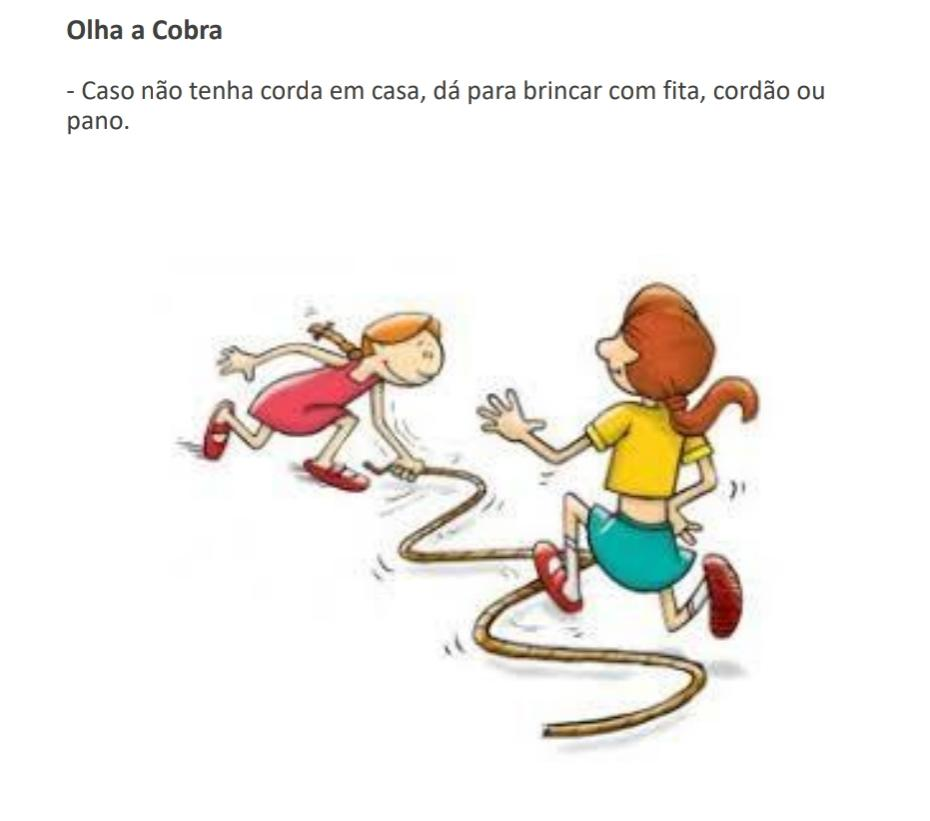 Olha a Cobra
- Caso não tenha corda em casa, dá para brincar com fita, cordão ou
pano.